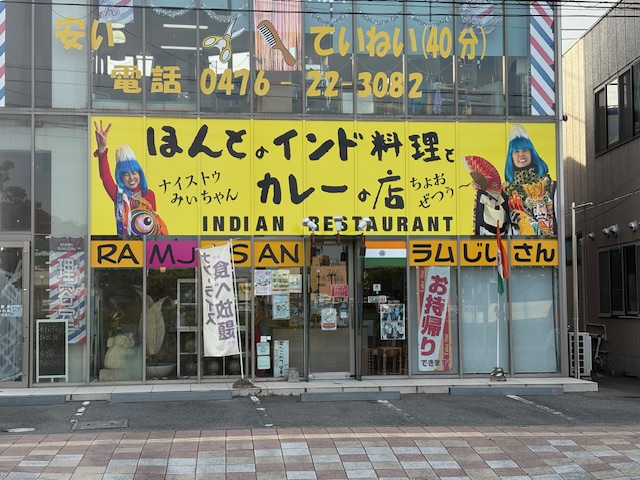 安い
ていねい(40分)
電話 0476-22-3082
ほんとのインド料理と
カレーの店
ナイストゥ
みいちゃん
ちょお
ぜつぅ～
INDIAN RESTAURANT
RAMJISAN
ラムじいさん
食べ放題
お持帰り
できます